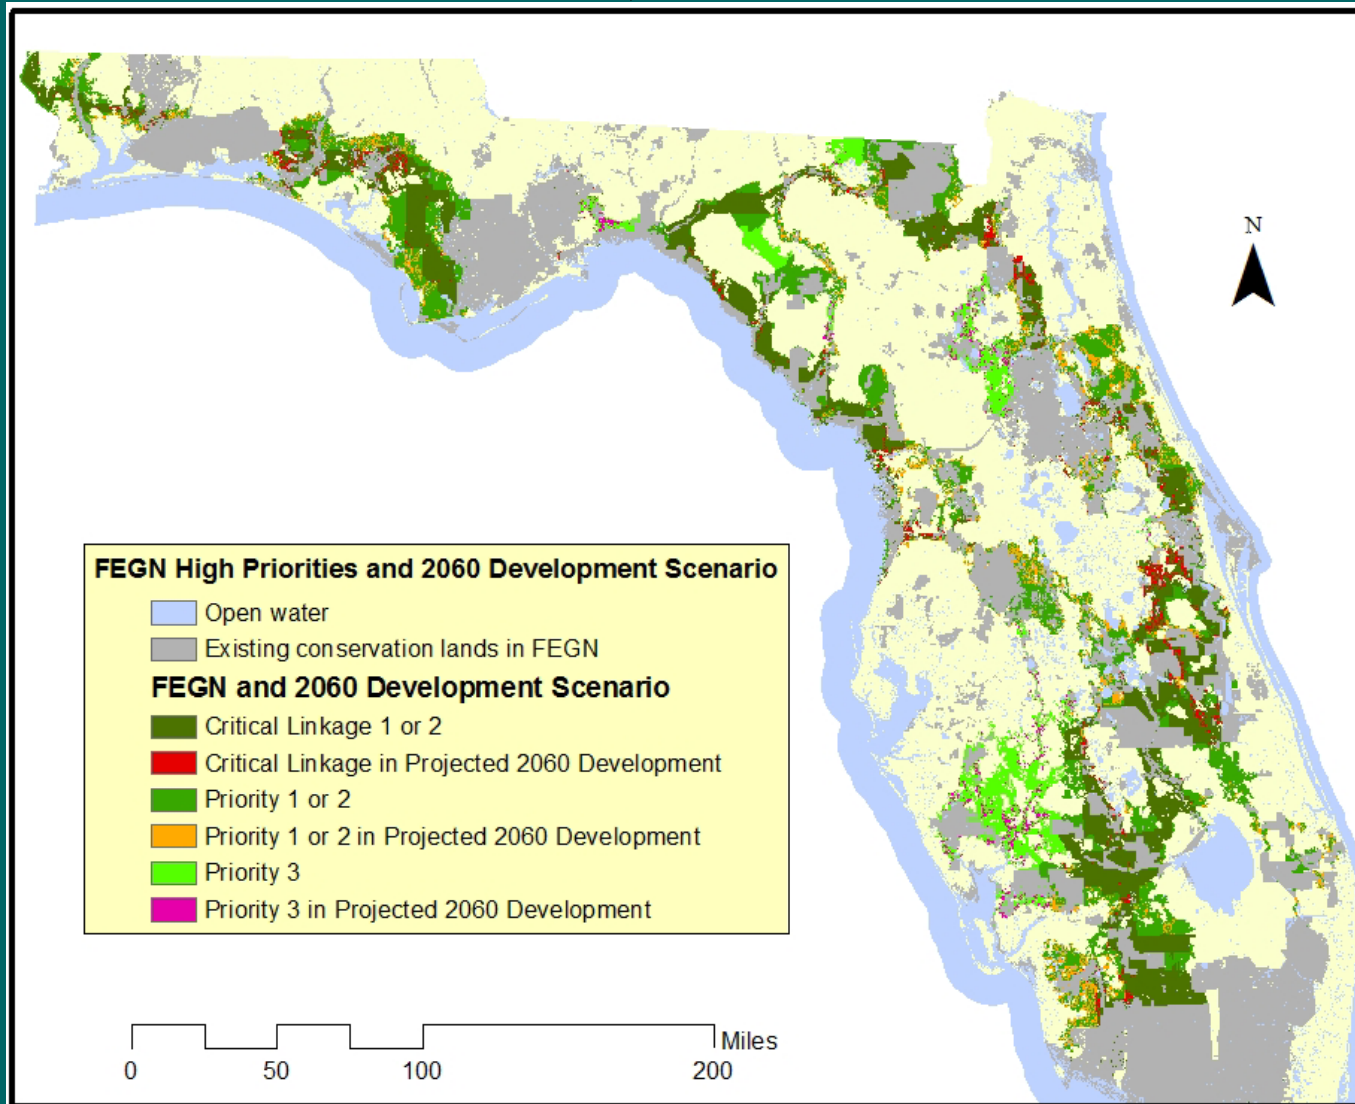 N
FEGN High Priorities and 2060 Development Scenario
Open water
Existing conservation lands in FEGN
FEGN and 2060 Development Scenario
Critical Linkage 1 or 2
Critical Linkage in Projected 2060 Development
Priority 1 or 2
Priority 1 or 2 in Projected 2060 Development
Priority 3
Priority 3 in Projected 2060 Development
Miles
0 50 100 200